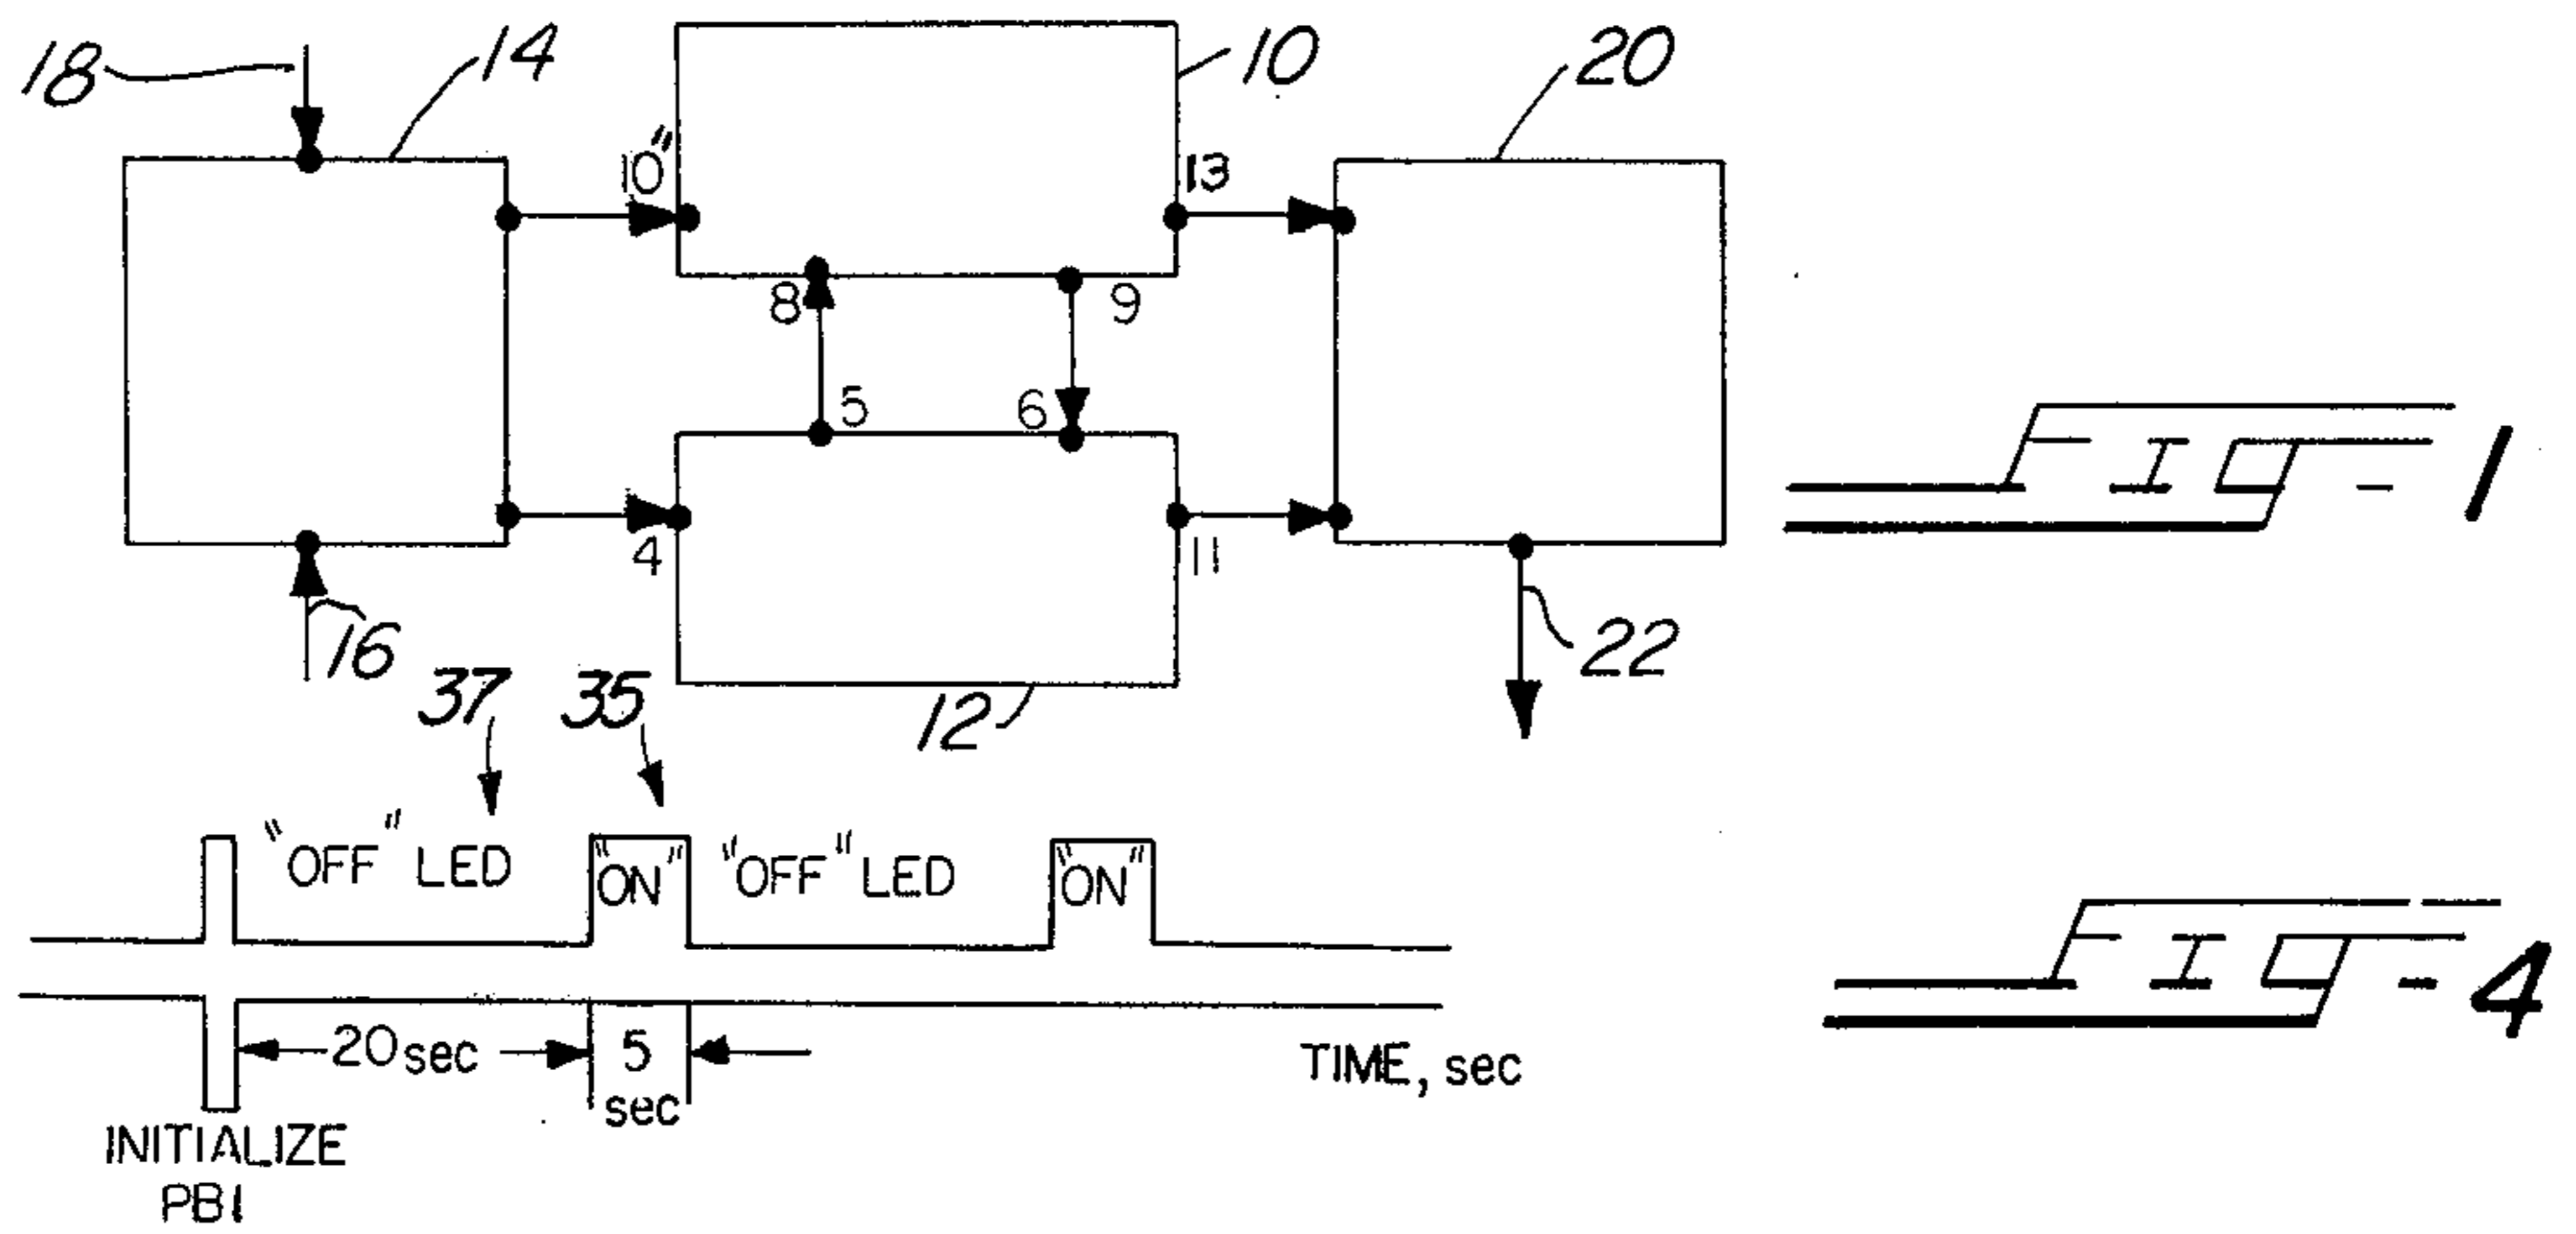 18
14
10
20
10"
13
8
9
5
6
4
11
16
12
22
FIG-1
37
35
"OFF" LED
"ON"
"OFF" LED
"ON"
20 sec
5
sec
TIME, sec
INITIALIZE
PB1
FIG-4